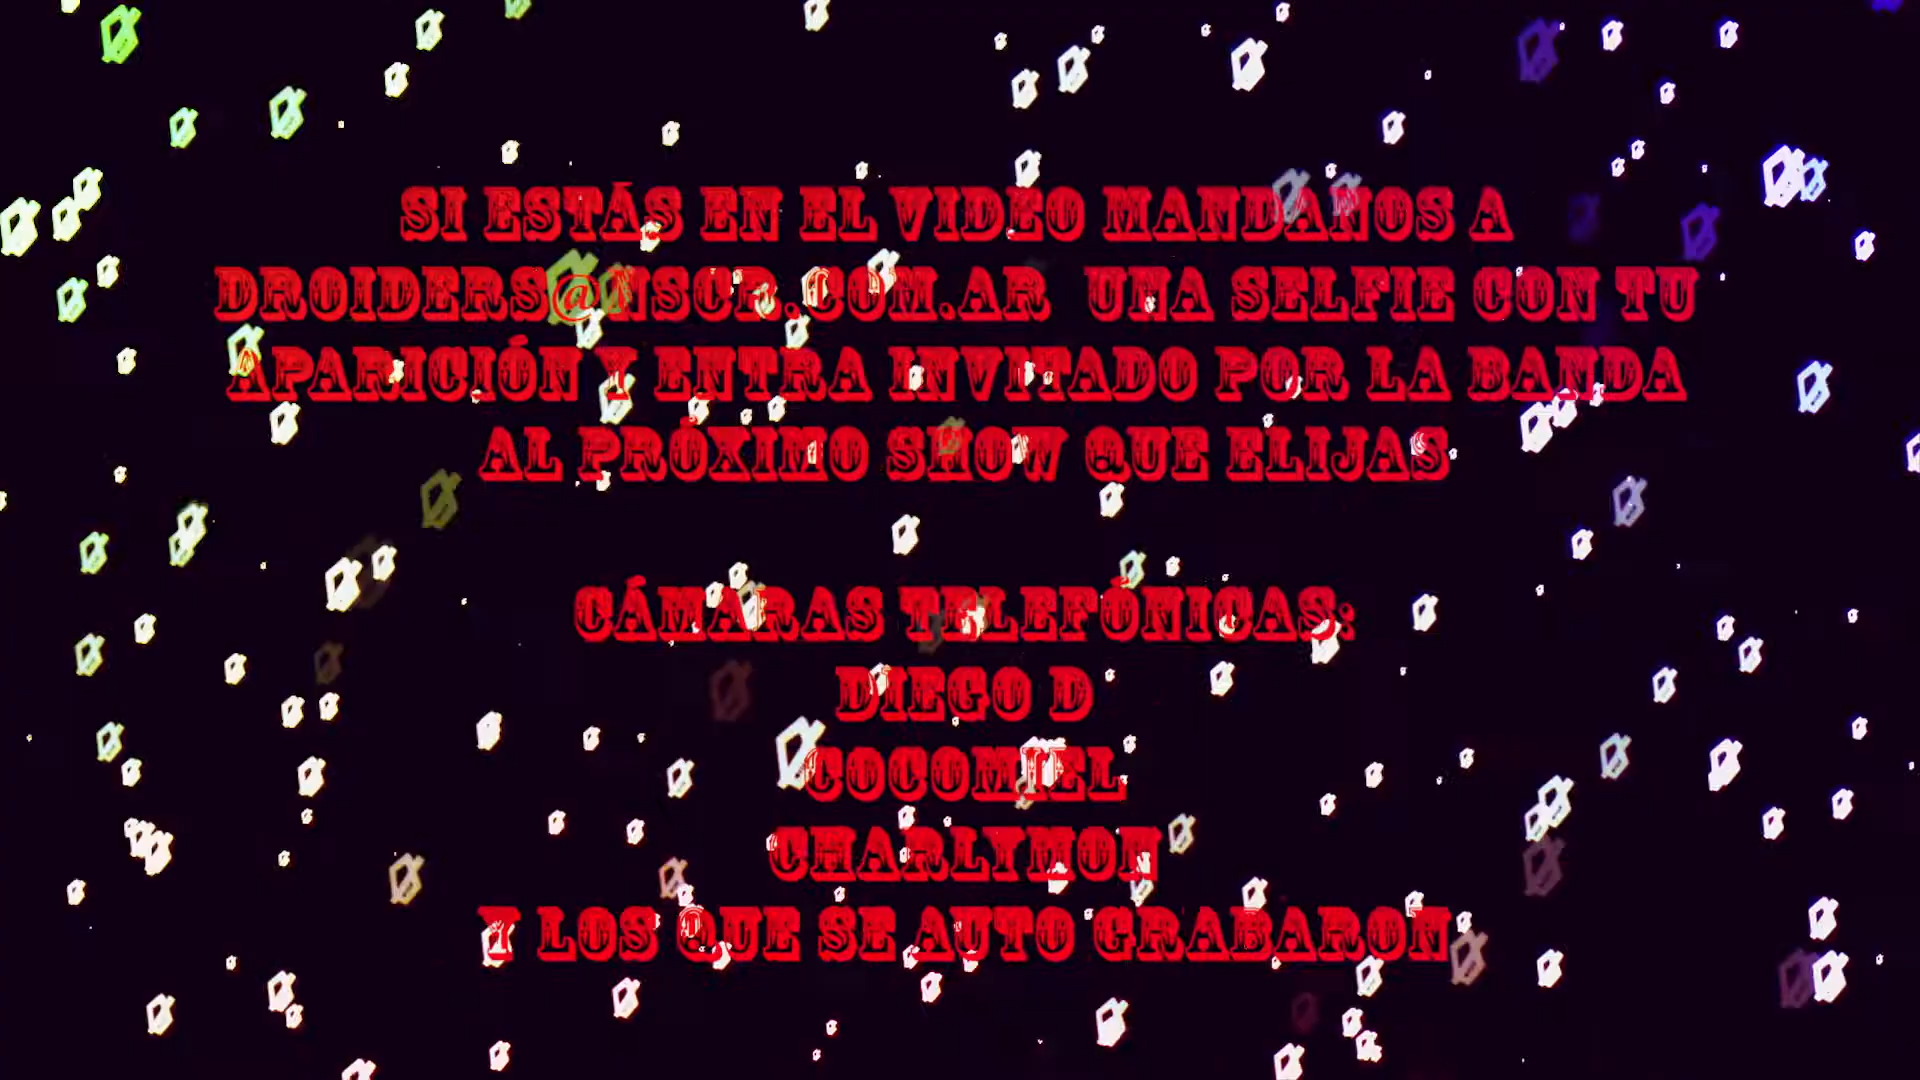 SI ESTÁS EN EL VIDEO MANDANOS A
DROIDERS@NSCR.COM.AR UNA SELFIE CON TU
APARICIÓN Y ENTRA INVITADO POR LA BANDA
AL PRÓXIMO SHOW QUE ELIJAS
CÁMARAS TELEFÓNICAS:
DIEGO D
COCOMIEL
CHARLYMON
Y LOS QUE SE AUTO GRABARON